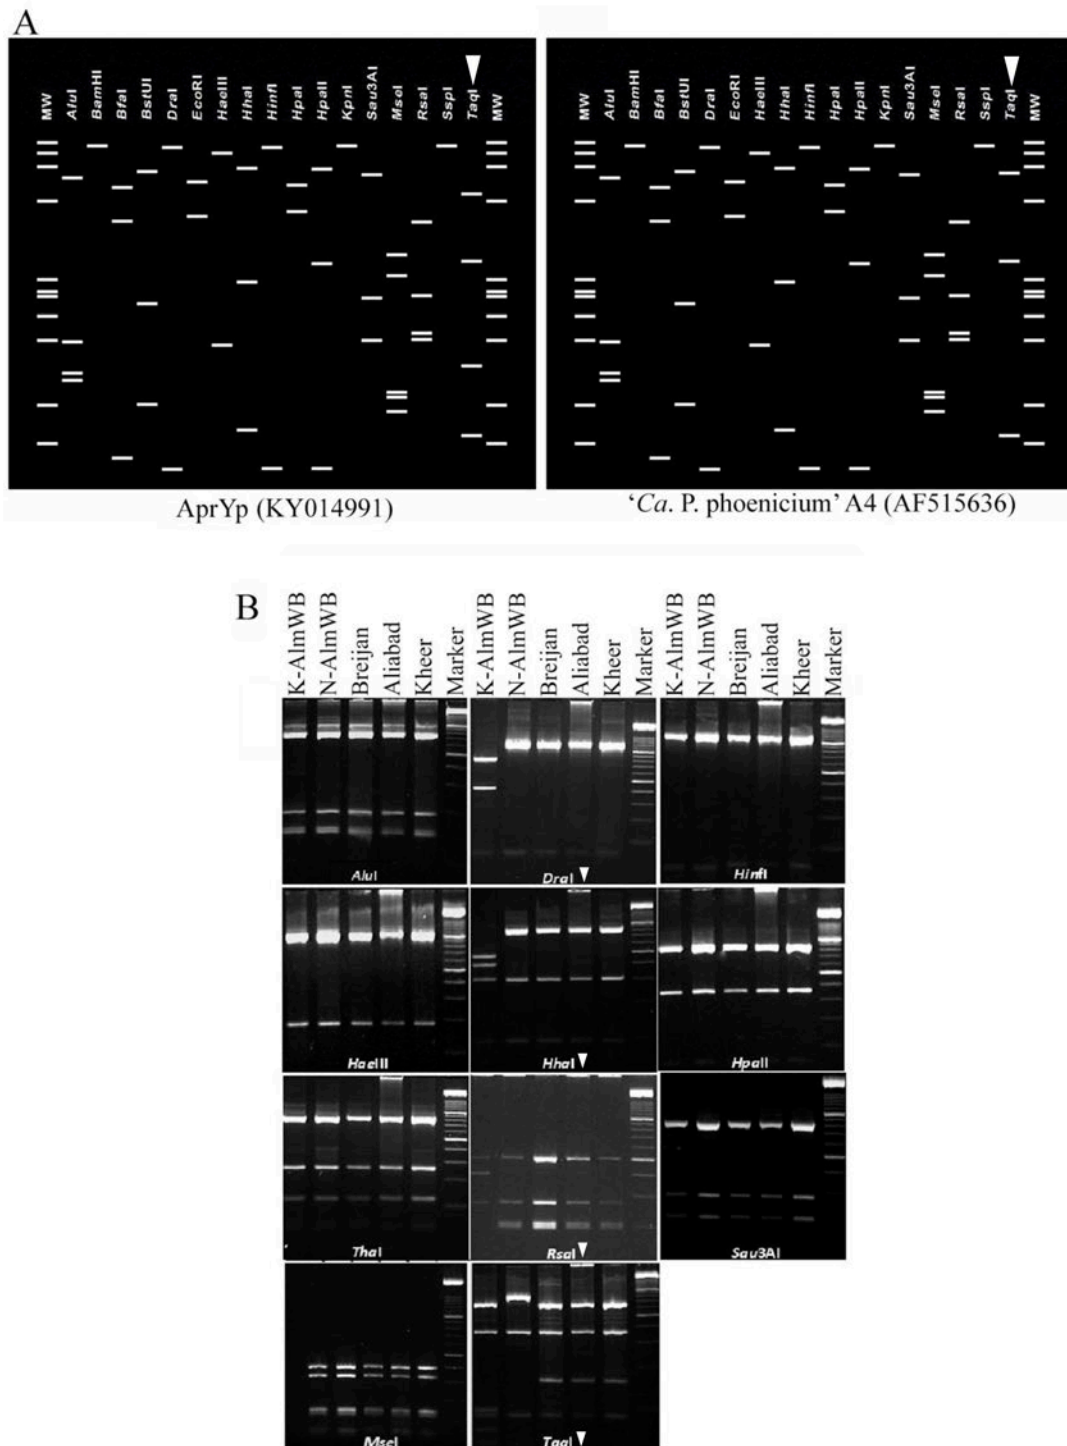 A
MW AluI BamHI BfaI BstUI DraI EcoRI HaeIII HhaI HinfI HpaI HpaII KpnI Sau3AI MseI RsaI SspI TaqI MW
MW AluI BamHI BfaI BstUI DraI EcoRI HaeIII HhaI HinfI HpaI HpaII KpnI Sau3AI MseI RsaI SspI TaqI MW
AprYp (KY014991)
‘Ca. P. phoenicium’ A4 (AF515636)
B
K-AlmWB N-AlmWB Breijan Aliabad Kheer Marker
K-AlmWB N-AlmWB Breijan Aliabad Kheer Marker
K-AlmWB N-AlmWB Breijan Aliabad Kheer Marker
AluI
DraI
HinfI
HaeIII
HhaI
HpaII
ThaI
RsaI
Sau3AI
MseI
TaqI